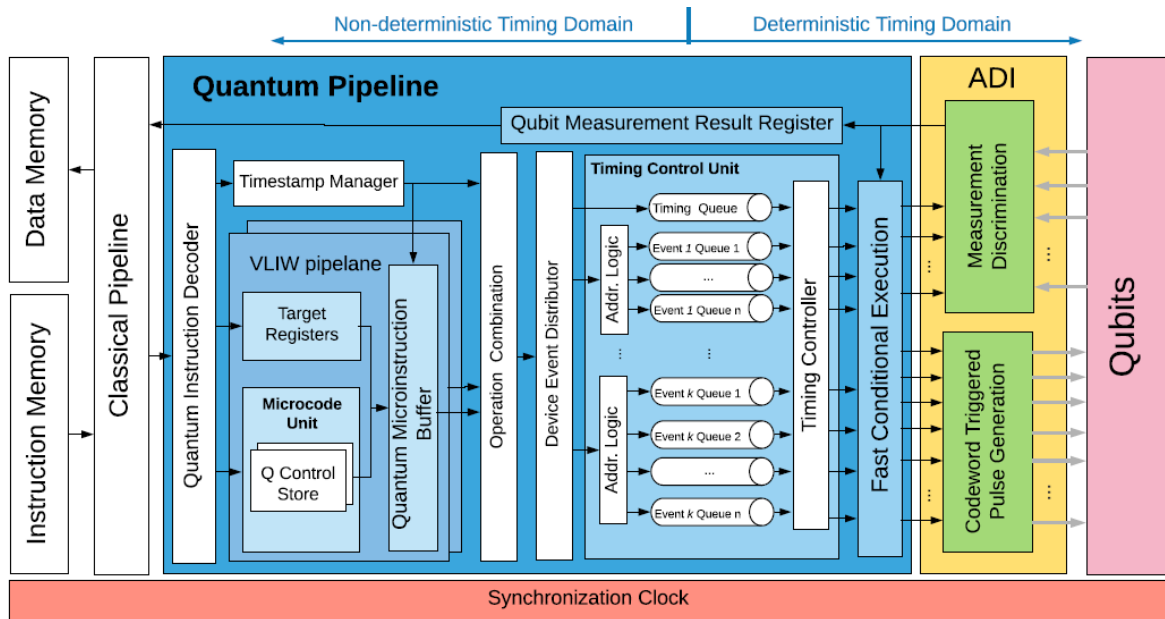 Non-deterministic Timing Domain
Deterministic Timing Domain
Data Memory
Instruction Memory
Classical Pipeline
Quantum Pipeline
Qubit Measurement Result Register
Quantum Instruction Decoder
Timestamp Manager
VLIW pipelane
Target
Registers
Microcode
Unit
Q Control
Store
Quantum Microinstruction
Buffer
Operation Combination
Device Event Distributor
Timing Control Unit
Timing Queue
Addr. Logic
Event 1 Queue 1
...
Event 1 Queue n
...
...
Addr. Logic
Event k Queue 1
Event k Queue 2
...
Event k Queue n
Timing Controller
Fast Conditional Execution
...
...
...
ADI
Measurement
Discrimination
...
Codeword Triggered
Pulse Generation
...
Qubits
Synchronization Clock